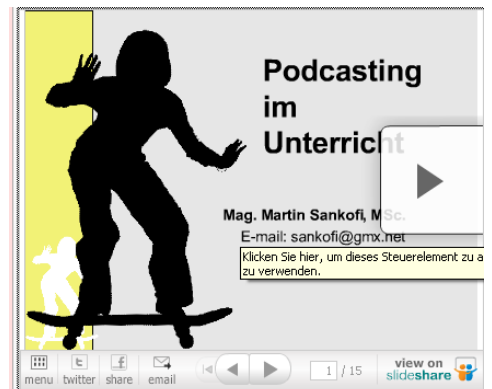 Podcasting
im
Unterricht
Mag. Martin Sankofi, MSc.
E-mail: sankofi@gmx.net
Klicken Sie hier, um dieses Steuerelement zu a
zu verwenden.
menu twitter share email 1 / 15 view on
slideshare